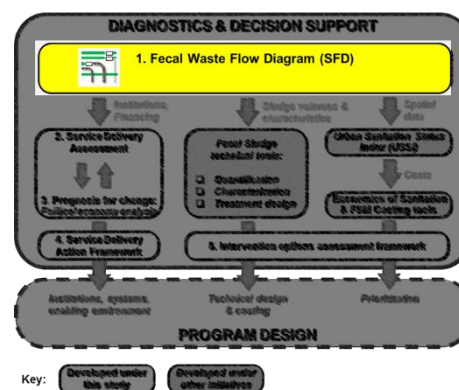 DIAGNOSTICS & DECISION SUPPORT
1. Fecal Waste Flow Diagram (SFD)
Institutions,
Financing
Sludge volumes &
characteristics
Spatial
data
2. Service Delivery
Assessment
3. Prognosis for change:
Political economy analysis
Fecal Sludge
technical tools:
Quantification
Characterization
Treatment design
Urban Sanitation Status
Index (USSI)
Costs
Economics of Sanitation
& FSM Costing tools
4. Service Delivery
Action Framework
5. Intervention options assessment framework
Institutions, systems,
enabling environment
Technical design
& costing
Prioritization
PROGRAM DESIGN
Key:
Developed under
this study
Developed under
other initiatives